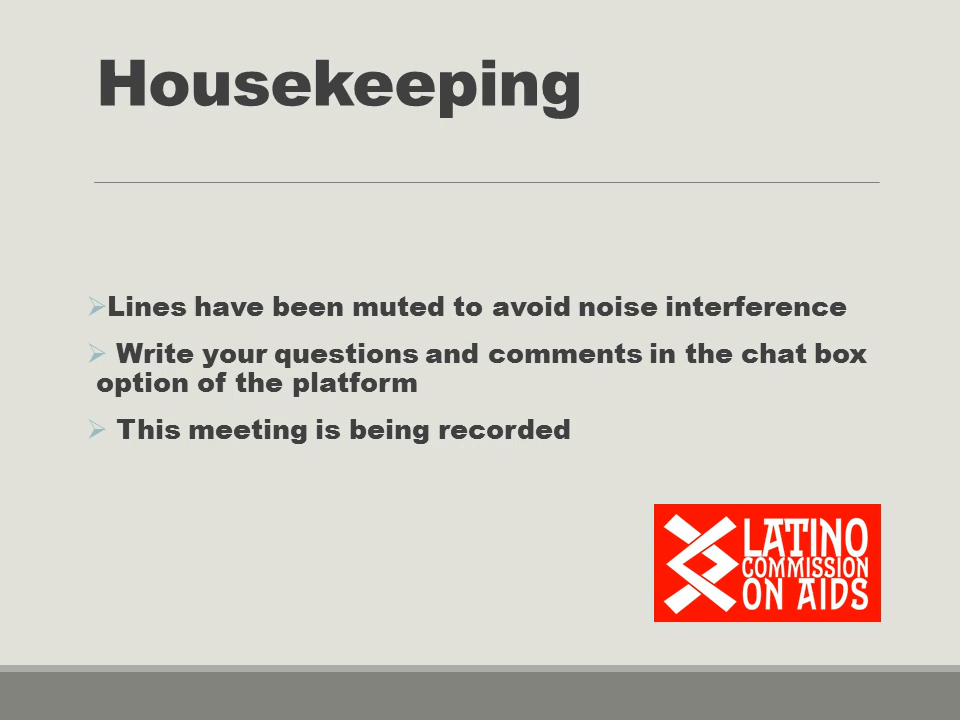 Housekeeping
➢Lines have been muted to avoid noise interference
➢ Write your questions and comments in the chat box
option of the platform
➢ This meeting is being recorded
LATINO
COMMISSION
ON AIDS